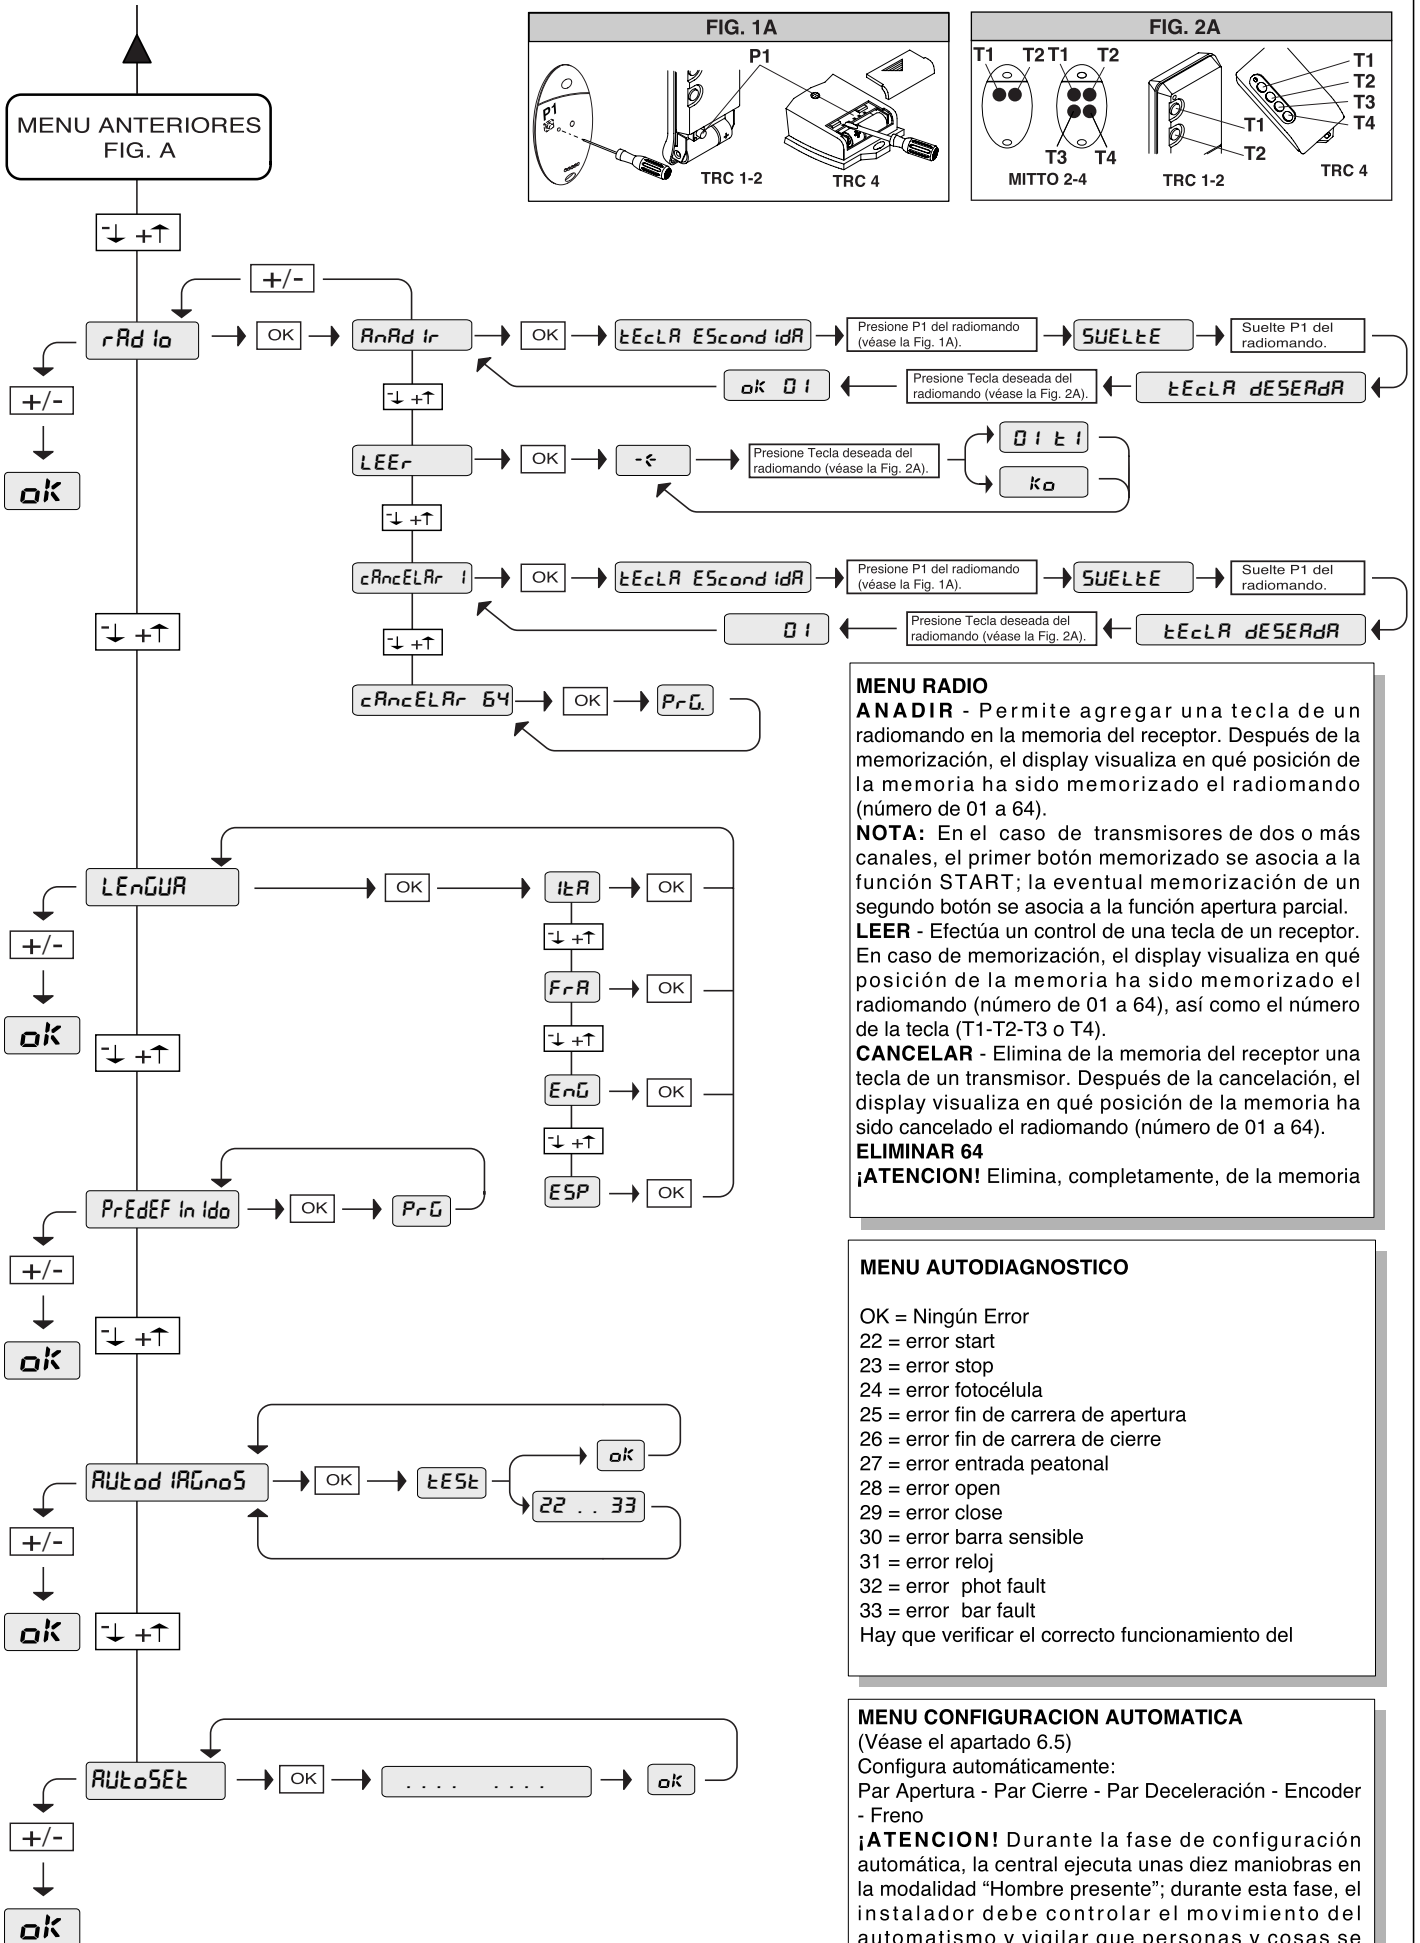 FIG. 1A
P1
P1
TRC 1-2
TRC 4
FIG. 2A
T1 T2 T1 T2
T3 T4
MITTO 2-4
T1
T2
TRC 1-2
T1
T2
T3
T4
TRC 4
MENU ANTERIORES
FIG. A
-↓ +↑
+/-
rAdIo
OK
AnAdIr
OK
tEcLA EScondIdA
Presione P1 del radiomando
(véase la Fig. 1A).
SUELtE
Suelte P1 del
radiomando.
tEcLA dESEAdA
Presione Tecla deseada del
radiomando (véase la Fig. 2A).
oK 01
+/-
oK
-↓ +↑
LEEr
OK
Presione Tecla deseada del
radiomando (véase la Fig. 2A).
01 t1
Ko
-↓ +↑
cAncELAr 1
OK
tEcLA EScondIdA
Presione P1 del radiomando
(véase la Fig. 1A).
SUELtE
Suelte P1 del
radiomando.
tEcLA dESEAdA
Presione Tecla deseada del
radiomando (véase la Fig. 2A).
01
-↓ +↑
-↓ +↑
cAncELAr 64
OK
PrG.
LEnGUA
OK
ItA
OK
-↓ +↑
FrA
OK
-↓ +↑
EnG
OK
-↓ +↑
ESP
OK
+/-
oK
-↓ +↑
PrEdEFInIdo
OK
PrG
+/-
oK
-↓ +↑
AUtodIAGnoS
OK
tESt
oK
22 . . 33
+/-
oK
-↓ +↑
AUtoSEt
OK
. . . . . . . .
oK
+/-
oK
MENU RADIO
ANADIR - Permite agregar una tecla de un
radiomando en la memoria del receptor. Después de la
memorización, el display visualiza en qué posición de
la memoria ha sido memorizado el radiomando
(número de 01 a 64).
NOTA: En el caso de transmisores de dos o más
canales, el primer botón memorizado se asocia a la
función START; la eventual memorización de un
segundo botón se asocia a la función apertura parcial.
LEER - Efectúa un control de una tecla de un receptor.
En caso de memorización, el display visualiza en qué
posición de la memoria ha sido memorizado el
radiomando (número de 01 a 64), así como el número
de la tecla (T1-T2-T3 o T4).
CANCELAR - Elimina de la memoria del receptor una
tecla de un transmisor. Después de la cancelación, el
display visualiza en qué posición de la memoria ha
sido cancelado el radiomando (número de 01 a 64).
ELIMINAR 64
¡ATENCION! Elimina, completamente, de la memoria
MENU AUTODIAGNOSTICO
OK = Ningún Error
22 = error start
23 = error stop
24 = error fotocélula
25 = error fin de carrera de apertura
26 = error fin de carrera de cierre
27 = error entrada peatonal
28 = error open
29 = error close
30 = error barra sensible
31 = error reloj
32 = error phot fault
33 = error bar fault
Hay que verificar el correcto funcionamiento del
MENU CONFIGURACION AUTOMATICA
(Véase el apartado 6.5)
Configura automáticamente:
Par Apertura - Par Cierre - Par Deceleración - Encoder
- Freno
¡ATENCION! Durante la fase de configuración
automática, la central ejecuta unas diez maniobras en
la modalidad “Hombre presente”; durante esta fase, el
instalador debe controlar el movimiento del
automatismo y vigilar que personas y cosas se